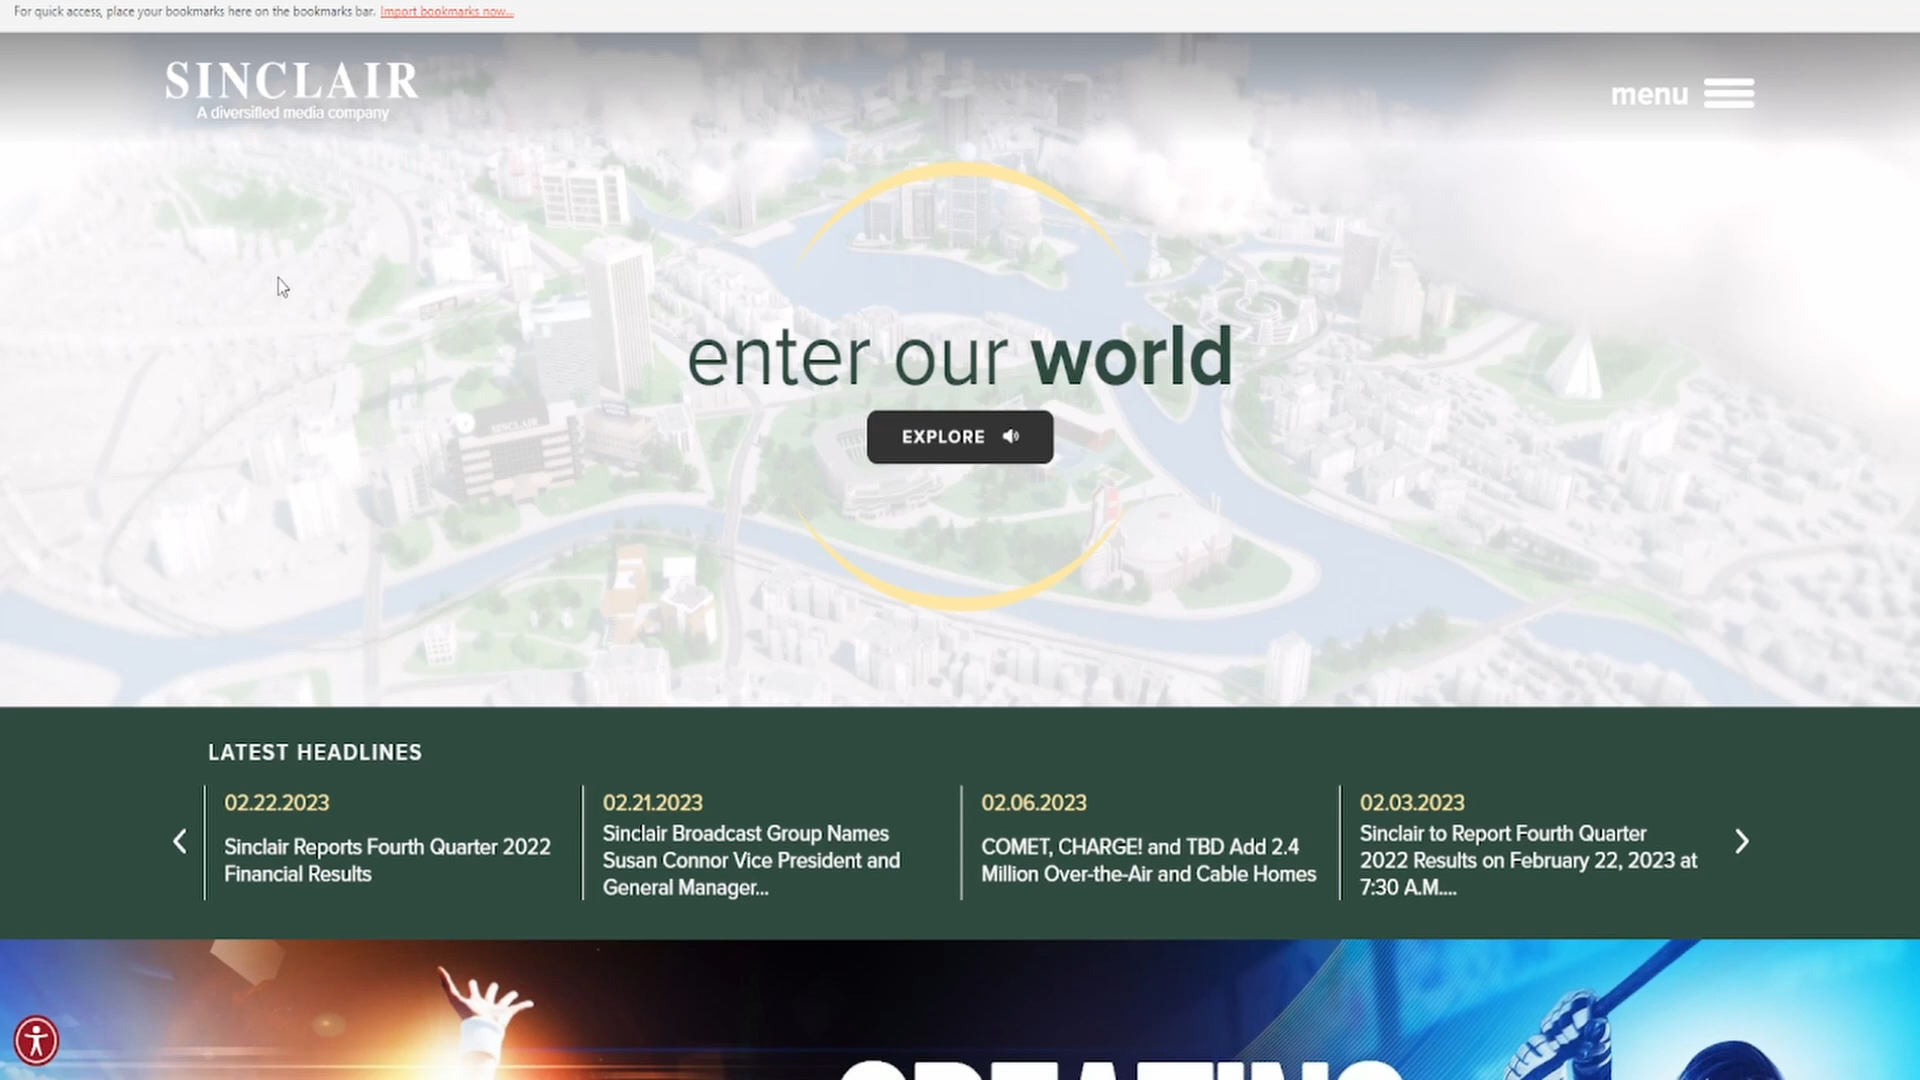 For quick access, place your bookmarks here on the bookmarks bar. Import bookmarks now...
SINCLAIR
A diversified media company
menu
enter our world
SINCLAIR
EXPLORE
LATEST HEADLINES
02.22.2023
Sinclair Reports Fourth Quarter 2022
Financial Results
02.21.2023
Sinclair Broadcast Group Names
Susan Connor Vice President and
General Manager...
02.06.2023
COMET, CHARGE! and TBD Add 2.4
Million Over-the-Air and Cable Homes
02.03.2023
Sinclair to Report Fourth Quarter
2022 Results on February 22, 2023 at
7:30 A.M....
CREATING